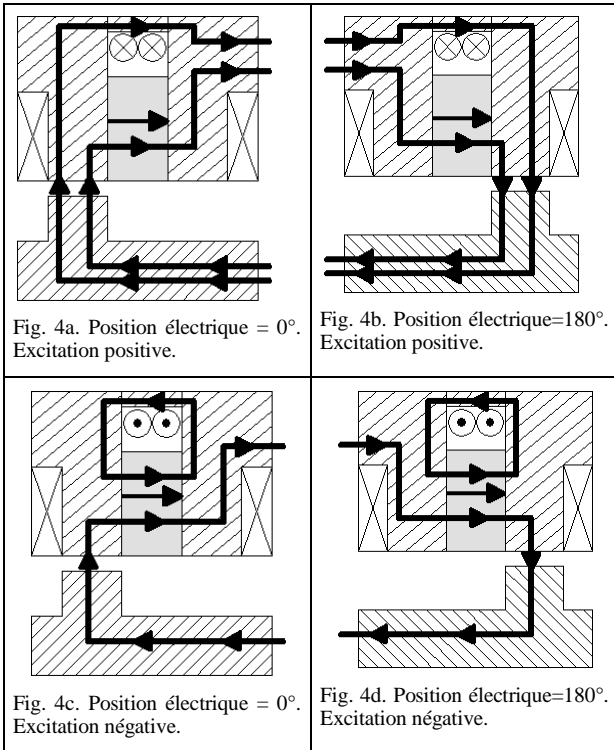 Fig. 4a. Position électrique = 0°.
Excitation positive.
Fig. 4b. Position électrique=180°.
Excitation positive.
Fig. 4c. Position électrique = 0°.
Excitation négative.
Fig. 4d. Position électrique=180°.
Excitation négative.